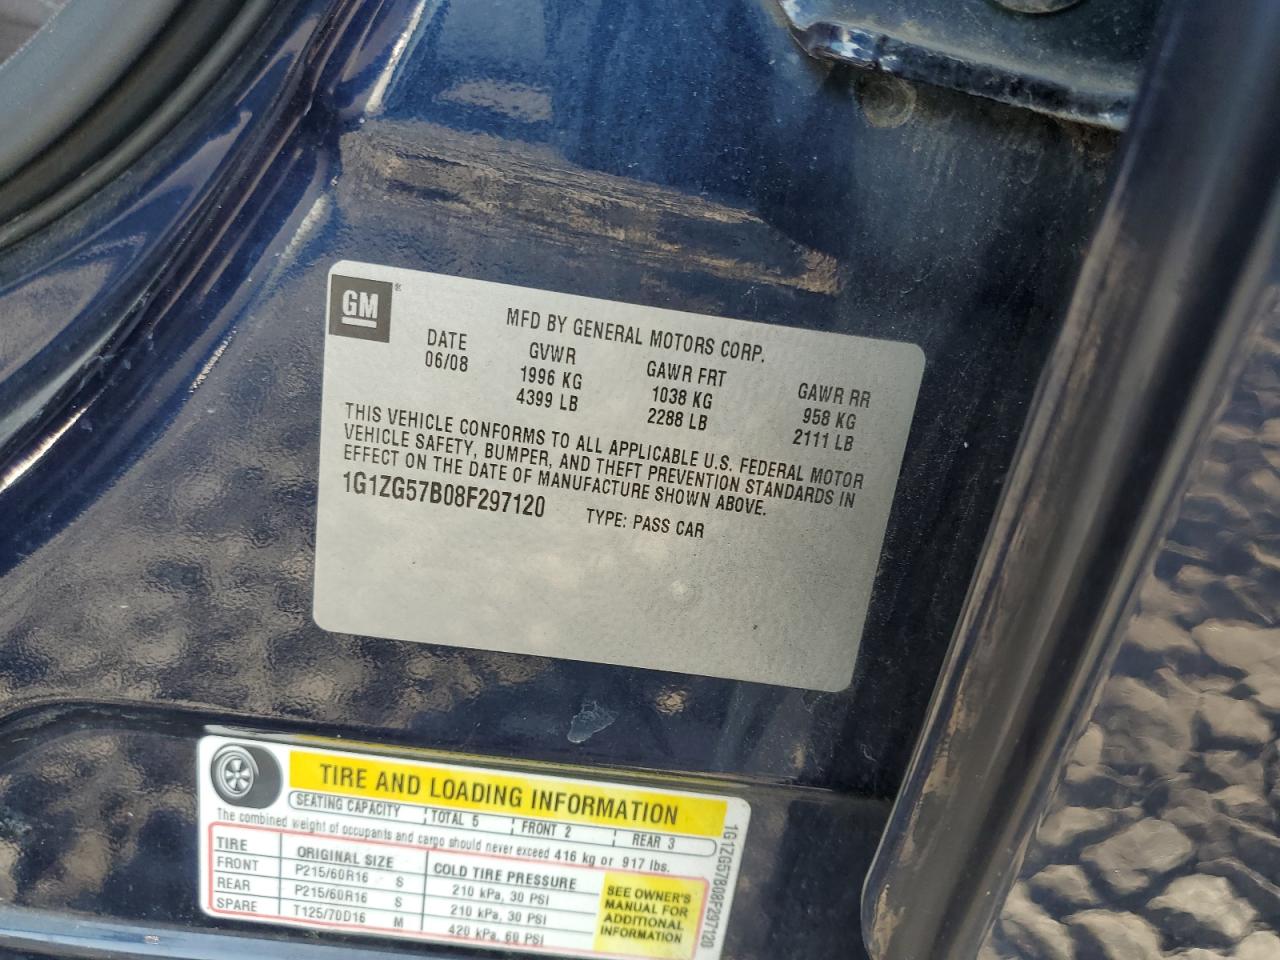 GM®
MFD BY GENERAL MOTORS CORP.
DATE GVWR GAWR FRT GAWR RR
06/08 1996 KG 1038 KG 958 KG
4399 LB 2288 LB 2111 LB
THIS VEHICLE CONFORMS TO ALL APPLICABLE U.S. FEDERAL MOTOR
VEHICLE SAFETY, BUMPER, AND THEFT PREVENTION STANDARDS IN
EFFECT ON THE DATE OF MANUFACTURE SHOWN ABOVE.
1G1ZG57B08F297120 TYPE: PASS CAR
TIRE AND LOADING INFORMATION
SEATING CAPACITY TOTAL 5 FRONT 2 REAR 3
The combined weight of occupants and cargo should never exceed 416 kg or 917 lbs.
TIRE ORIGINAL SIZE COLD TIRE PRESSURE
FRONT P215/60R16 S 210 kPa, 30 PSI
REAR P215/60R16 S 210 kPa, 30 PSI
SPARE T125/70D16 M 420 kPa, 60 PSI
SEE OWNER'S
MANUAL FOR
ADDITIONAL
INFORMATION
1G1ZG57B08F297120